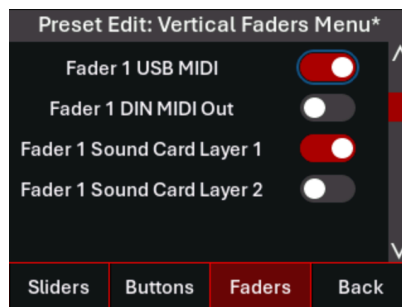 Preset Edit: Vertical Faders Menu*
Fader 1 USB MIDI
Fader 1 DIN MIDI Out
Fader 1 Sound Card Layer 1
Fader 1 Sound Card Layer 2
Sliders Buttons Faders Back